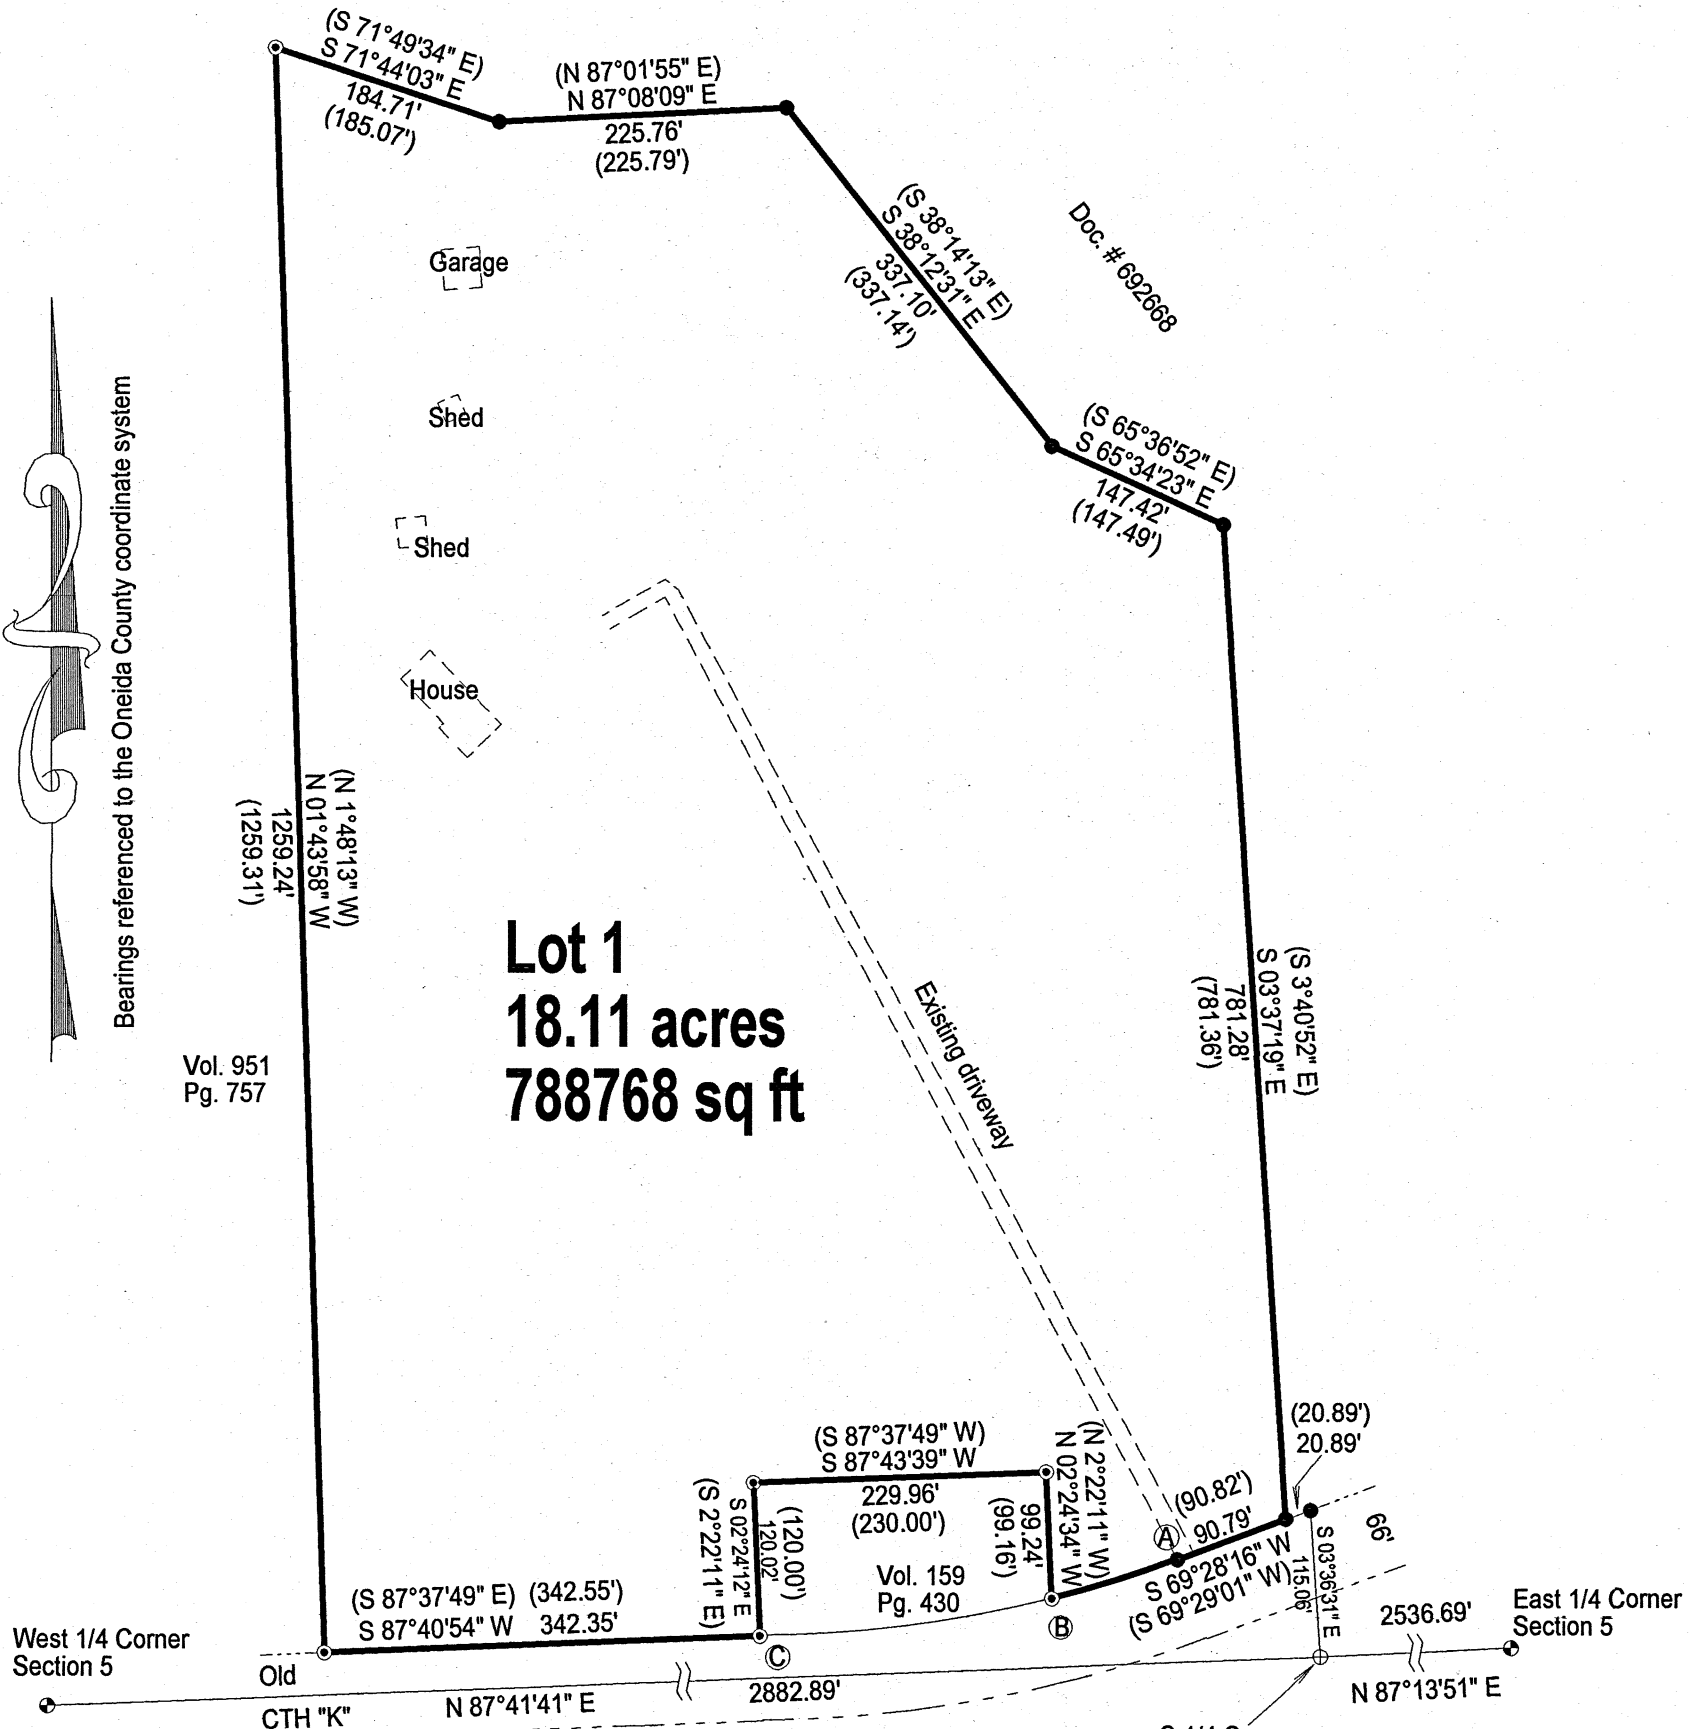 (S 71°49'34" E)
S 71°44'03" E
184.71'
(185.07')
(N 87°01'55" E)
N 87°08'09" E
225.76'
(225.79')
(S 38°14'13" E)
S 38°12'31" E
337.10'
(337.14')
Doc. # 692668
Garage
Shed
Shed
House
(S 65°36'52" E)
S 65°34'23" E
147.42'
(147.49')
Bearings referenced to the Oneida County coordinate system
(N 1°48'13" W)
N 01°43'58" W
1259.24'
(1259.31')
Lot 1
18.11 acres
788768 sq ft
Existing driveway
(S 3°40'52" E)
S 03°37'19" E
781.28'
(781.36')
Vol. 951
Pg. 757
(S 87°37'49" W)
S 87°43'39" W
229.96'
(230.00')
(120.00')
120.02'
S 02°24'12" E
(S 2°22'11" E)
(N 2°22'11" W)
N 02°24'34" W
99.24'
(99.16')
Vol. 159
Pg. 430
A
B
C
(90.82')
90.79'
S 69°28'16" W
(S 69°29'01" W)
(20.89')
20.89'
66'
S 03°36'31" E
115.06'
(S 87°37'49" E) (342.55')
S 87°40'54" W 342.35'
West 1/4 Corner
Section 5
Old
CTH "K"
N 87°41'41" E
2882.89'
2536.69'
N 87°13'51" E
East 1/4 Corner
Section 5